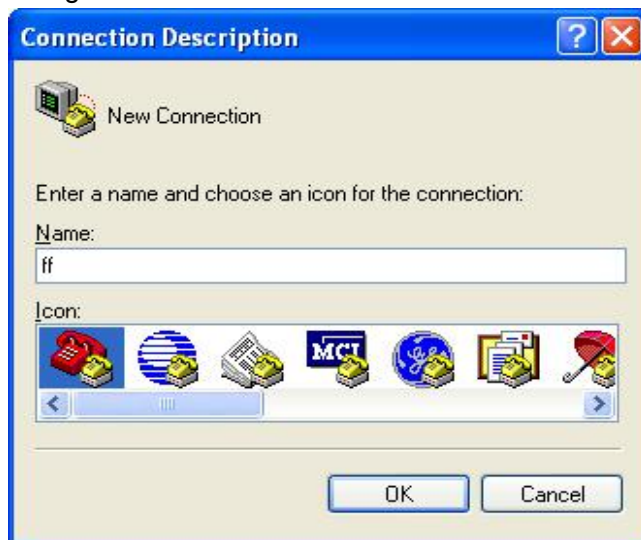 Connection Description
New Connection
Enter a name and choose an icon for the connection:
Name:
ff
Icon:
MCI
OK Cancel